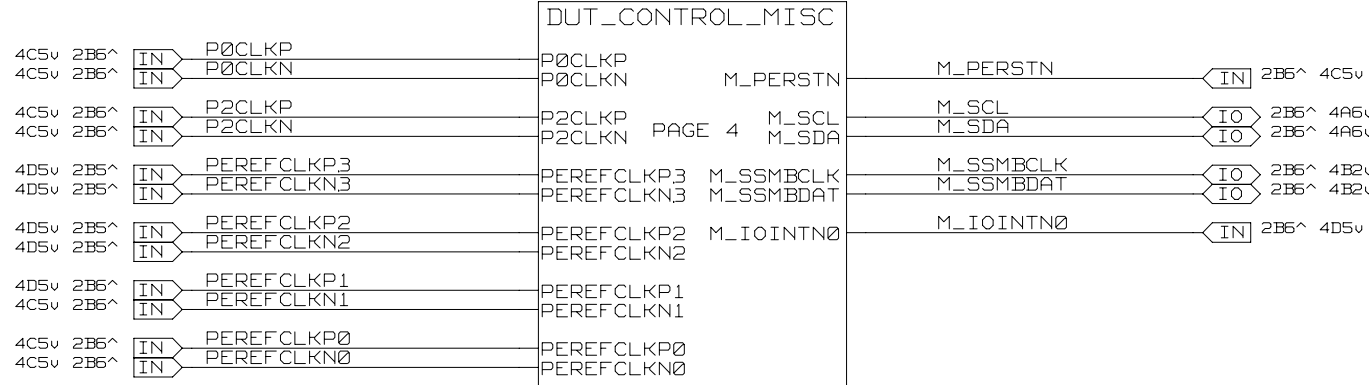 DUT_CONTROL_MISC
4C5v 2B6^ IN P0CLKP P0CLKP
4C5v 2B6^ IN P0CLKN P0CLKN M_PERSTN M_PERSTN IN 2B6^ 4C5v
4C5v 2B6^ IN P2CLKP P2CLKP M_SCL M_SCL IO 2B6^ 4A6v
4C5v 2B6^ IN P2CLKN P2CLKN PAGE 4 M_SDA M_SDA IO 2B6^ 4A6v
4D5v 2B5^ IN PEREFCLKP3 PEREFCLKP3 M_SSMBCLK M_SSMBCLK IO 2B6^ 4B2v
4D5v 2B5^ IN PEREFCLKN3 PEREFCLKN3 M_SSMBDAT M_SSMBDAT IO 2B6^ 4B2v
4D5v 2B5^ IN PEREFCLKP2 PEREFCLKP2 M_IOINTN0 M_IOINTN0 IN 2B6^ 4D5v
4D5v 2B5^ IN PEREFCLKN2 PEREFCLKN2
4D5v 2B6^ IN PEREFCLKP1 PEREFCLKP1
4C5v 2B6^ IN PEREFCLKN1 PEREFCLKN1
4C5v 2B6^ IN PEREFCLKP0 PEREFCLKP0
4C5v 2B6^ IN PEREFCLKN0 PEREFCLKN0